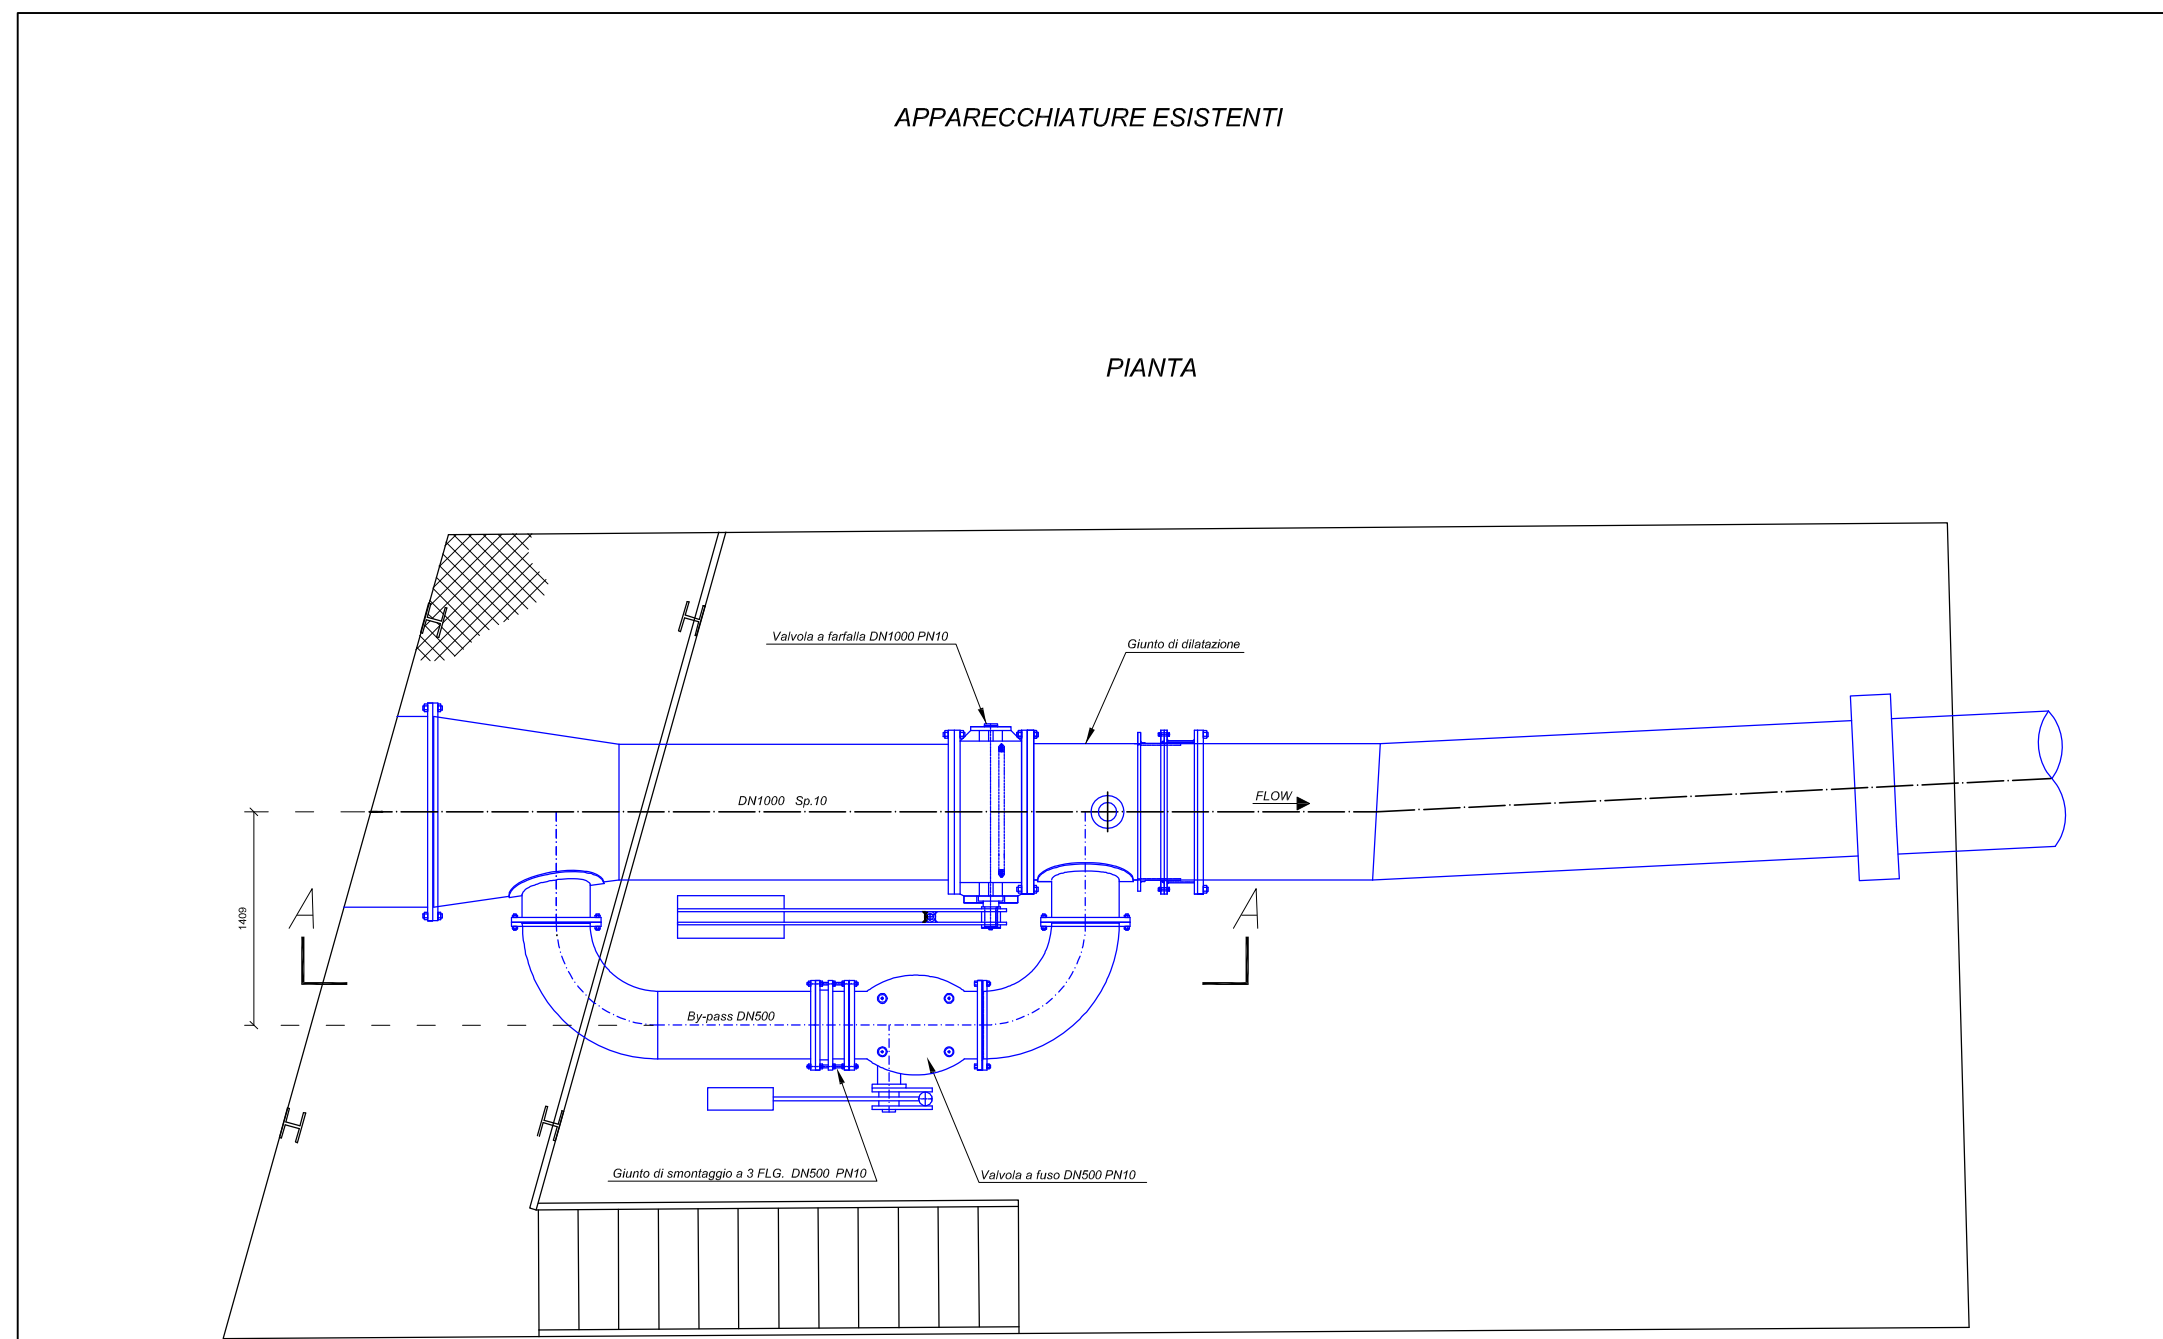 APPARECCHIATURE ESISTENTI
PIANTA
Valvola a farfalla DN1000 PN10
Giunto di dilatazione
DN1000 Sp.10
FLOW
1409
A
A
By-pass DN500
Giunto di smontaggio a 3 FLG. DN500 PN10
Valvola a fuso DN500 PN10